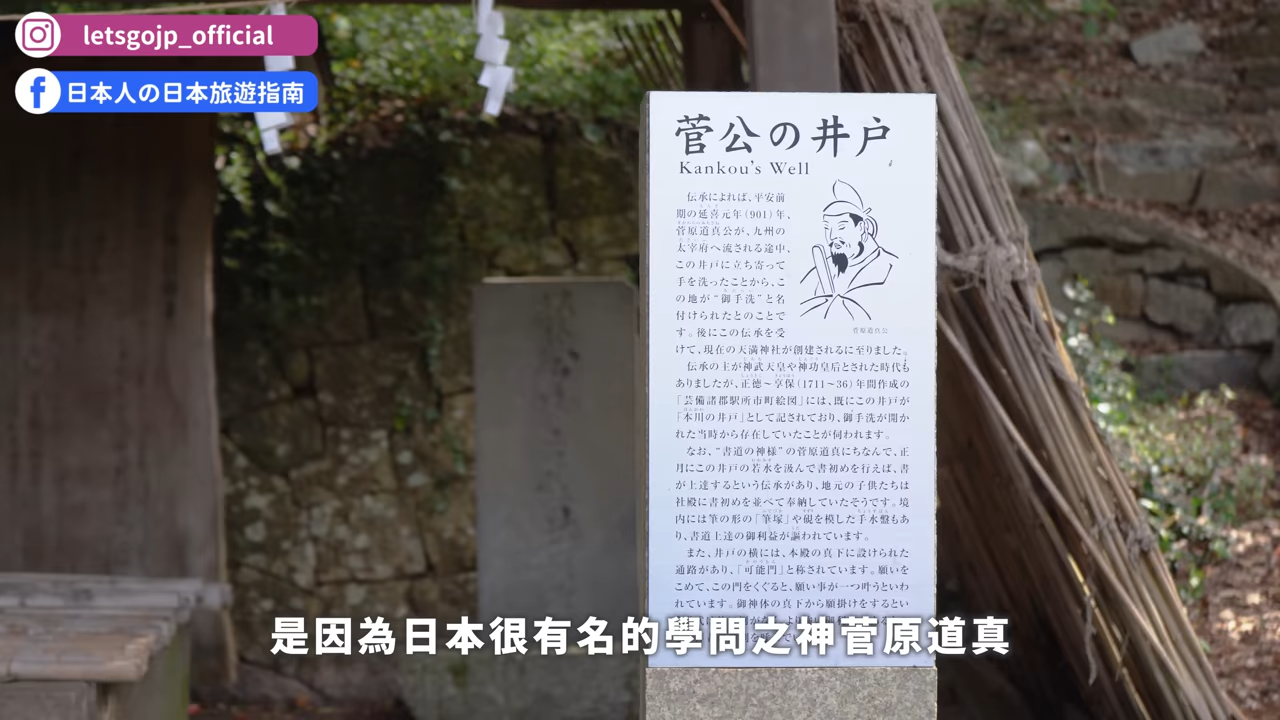 letsgojp_official
日本人の日本旅遊指南
菅公の井戸
Kankou's Well
伝承によれば、平安前
期の延喜元年(901)年、
菅原道真公が、九州の
太宰府へ流される途中、
この井戸に立ち寄って
手を洗ったことから、こ
の地が“御手洗”と名
付けられたとのことで
す。後にこの伝承を受
けて、現在の天満神社が創建されるに至りました。
菅原道真公
伝承の主が神武天皇や神功皇后とされた時代も
ありましたが、正徳～享保(1711～36)年間作成の
「芸備諸郡駅所市町絵図」には、既にこの井戸が
「本川の井戸」として記されており、御手洗が開か
れた当時から存在していたことが伺われます。
なお、“書道の神様”の菅原道真にちなんで、正
月にこの井戸の若水を汲んで書初めを行えば、書
が上達するという伝承があり、地元の子供たちは
社殿に書初めを並べて奉納していたそうです。境
内には筆の形の「筆塚」や硯を模した手水盤もあ
り、書道上達の御利益が謳われています。
また、井戸の横には、本殿の真下に設けられた
通路があり、「可能門」と称されています。願いを
こめて、この門をくぐると、願い事が一つ叶うといわ
れています。御神体の真下から願掛けをするとい
是因為日本很有名的學問之神菅原道真